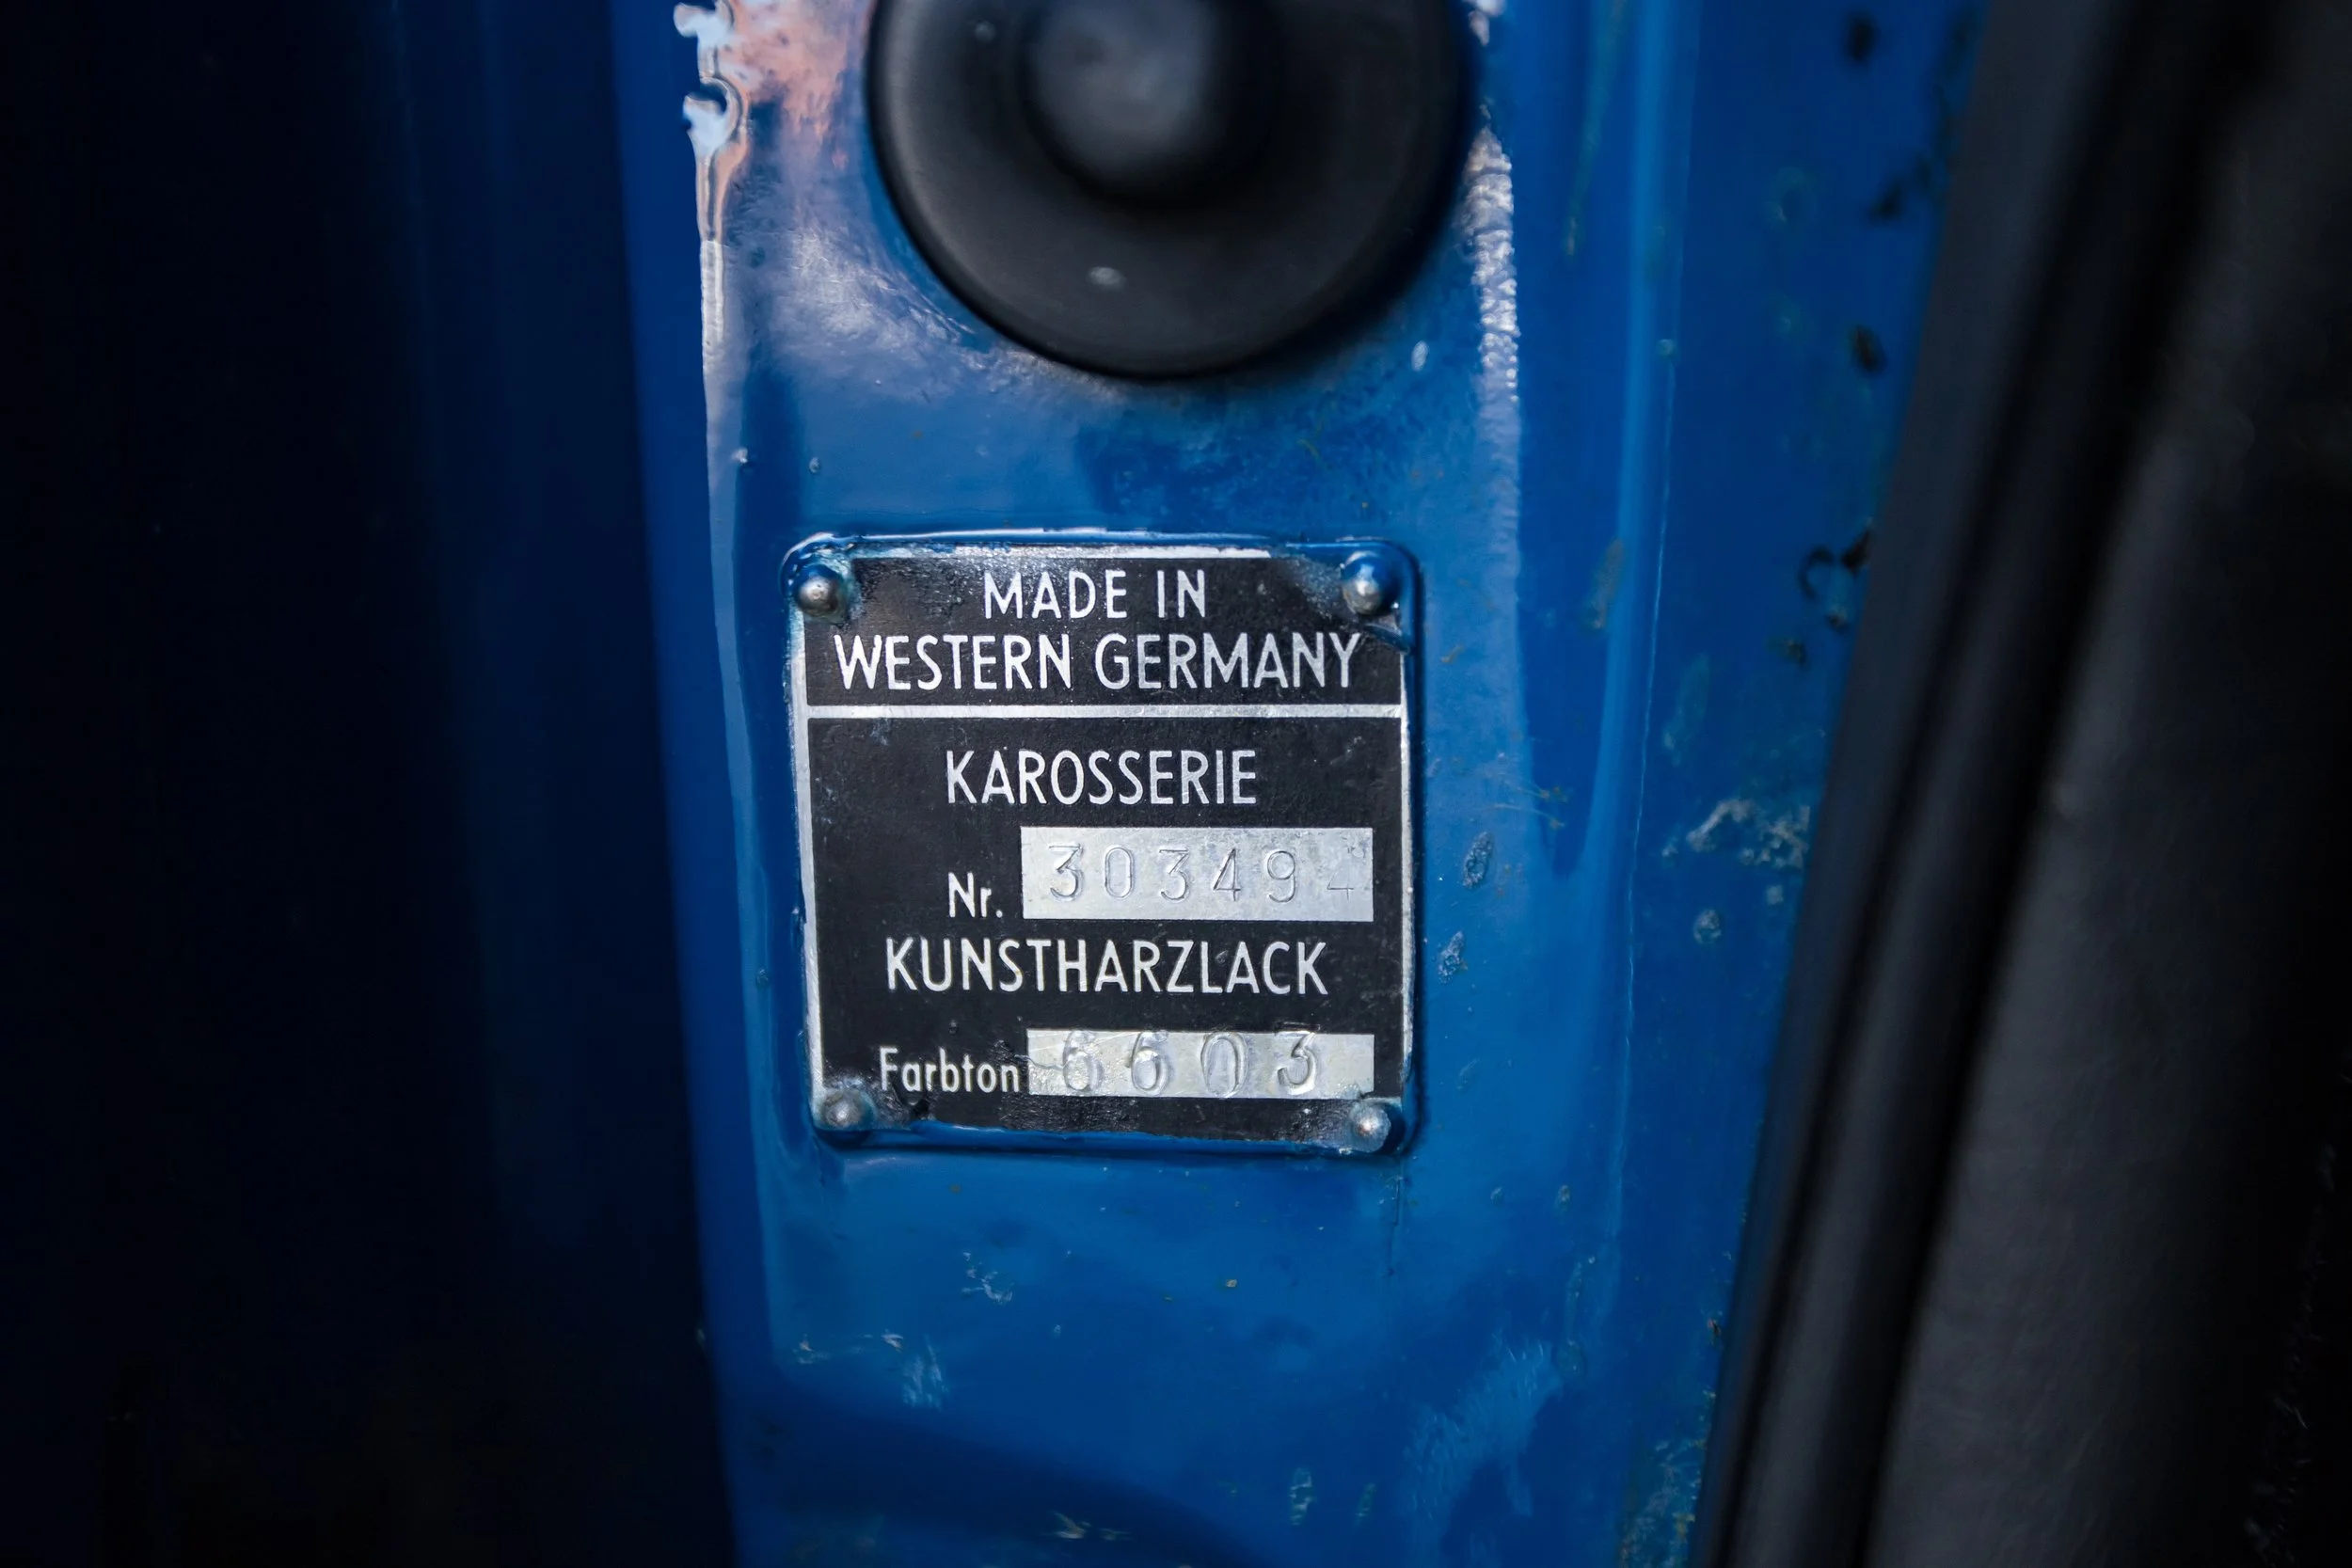 MADE IN
WESTERN GERMANY
KAROSSERIE
Nr. 303494
KUNSTHARZLACK
Farbton 6603